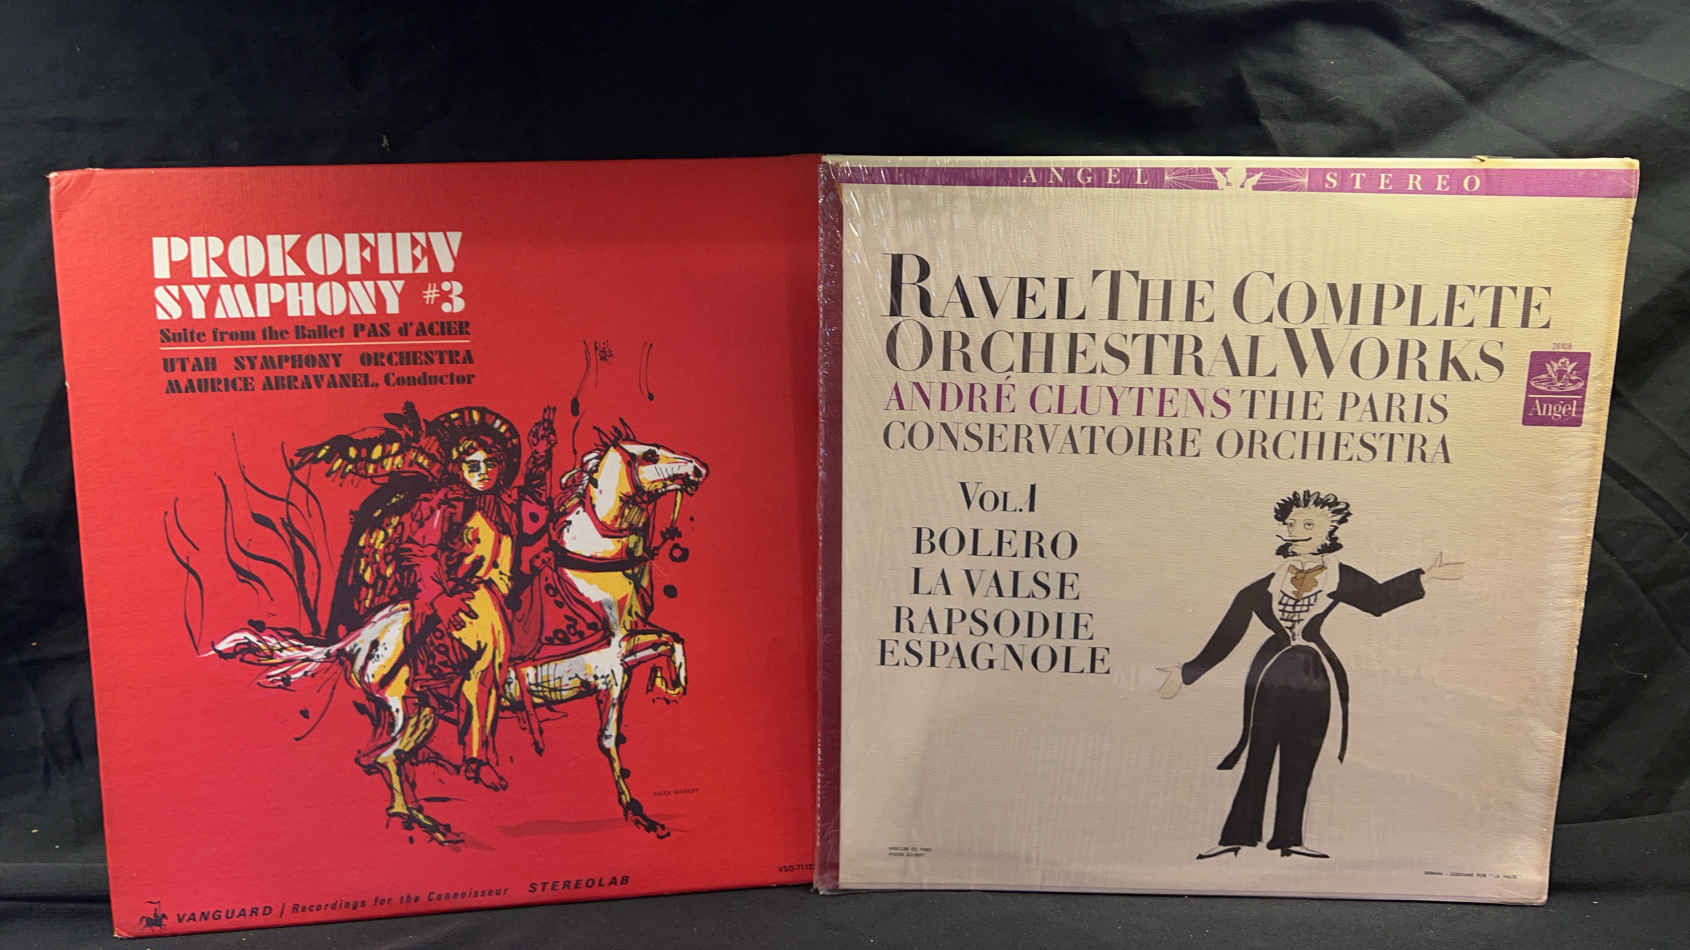 PROKOFIEV
SYMPHONY #3
Suite from the Ballet PAS d'ACIER
UTAH SYMPHONY ORCHESTRA
MAURICE ABRAVANEL, Conductor
VANGUARD / Recordings for the Connoisseur STEREOLAB
ANGEL STEREO
RAVEL THE COMPLETE
ORCHESTRAL WORKS
ANDRÉ CLUYTENS THE PARIS
CONSERVATOIRE ORCHESTRA
Angel
VOL.1
BOLERO
LA VALSE
RAPSODIE
ESPAGNOLE